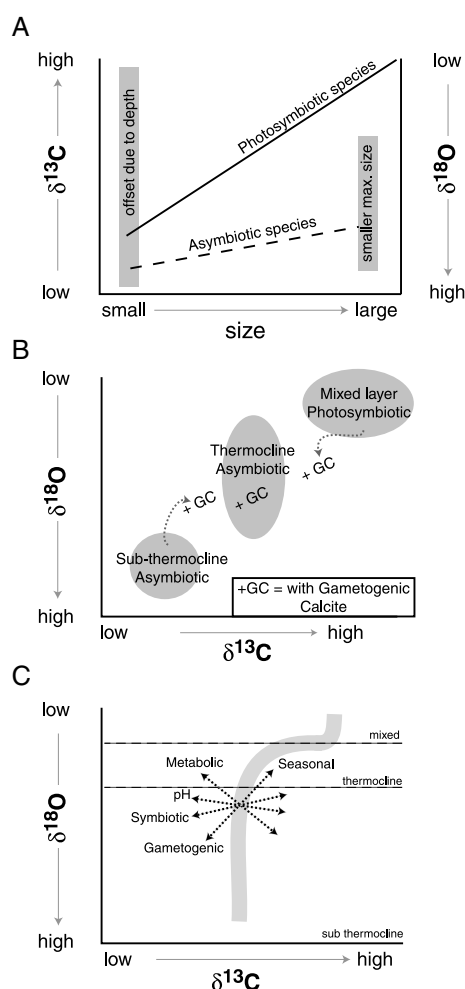 A
high
low
δ13C
δ18O
offset due to depth
Photosymbiotic species
Asymbiotic species
smaller max. size
low
high
small
large
size
B
low
Mixed layer
Photosymbiotic
Thermocline
Asymbiotic
+ GC
+ GC
+ GC
δ18O
Sub-thermocline
Asymbiotic
+GC = with Gametogenic
Calcite
high
low
high
δ13C
C
low
mixed
Metabolic
Seasonal
thermocline
pH
Symbiotic
δ18O
Gametogenic
sub thermocline
high
low
high
δ13C